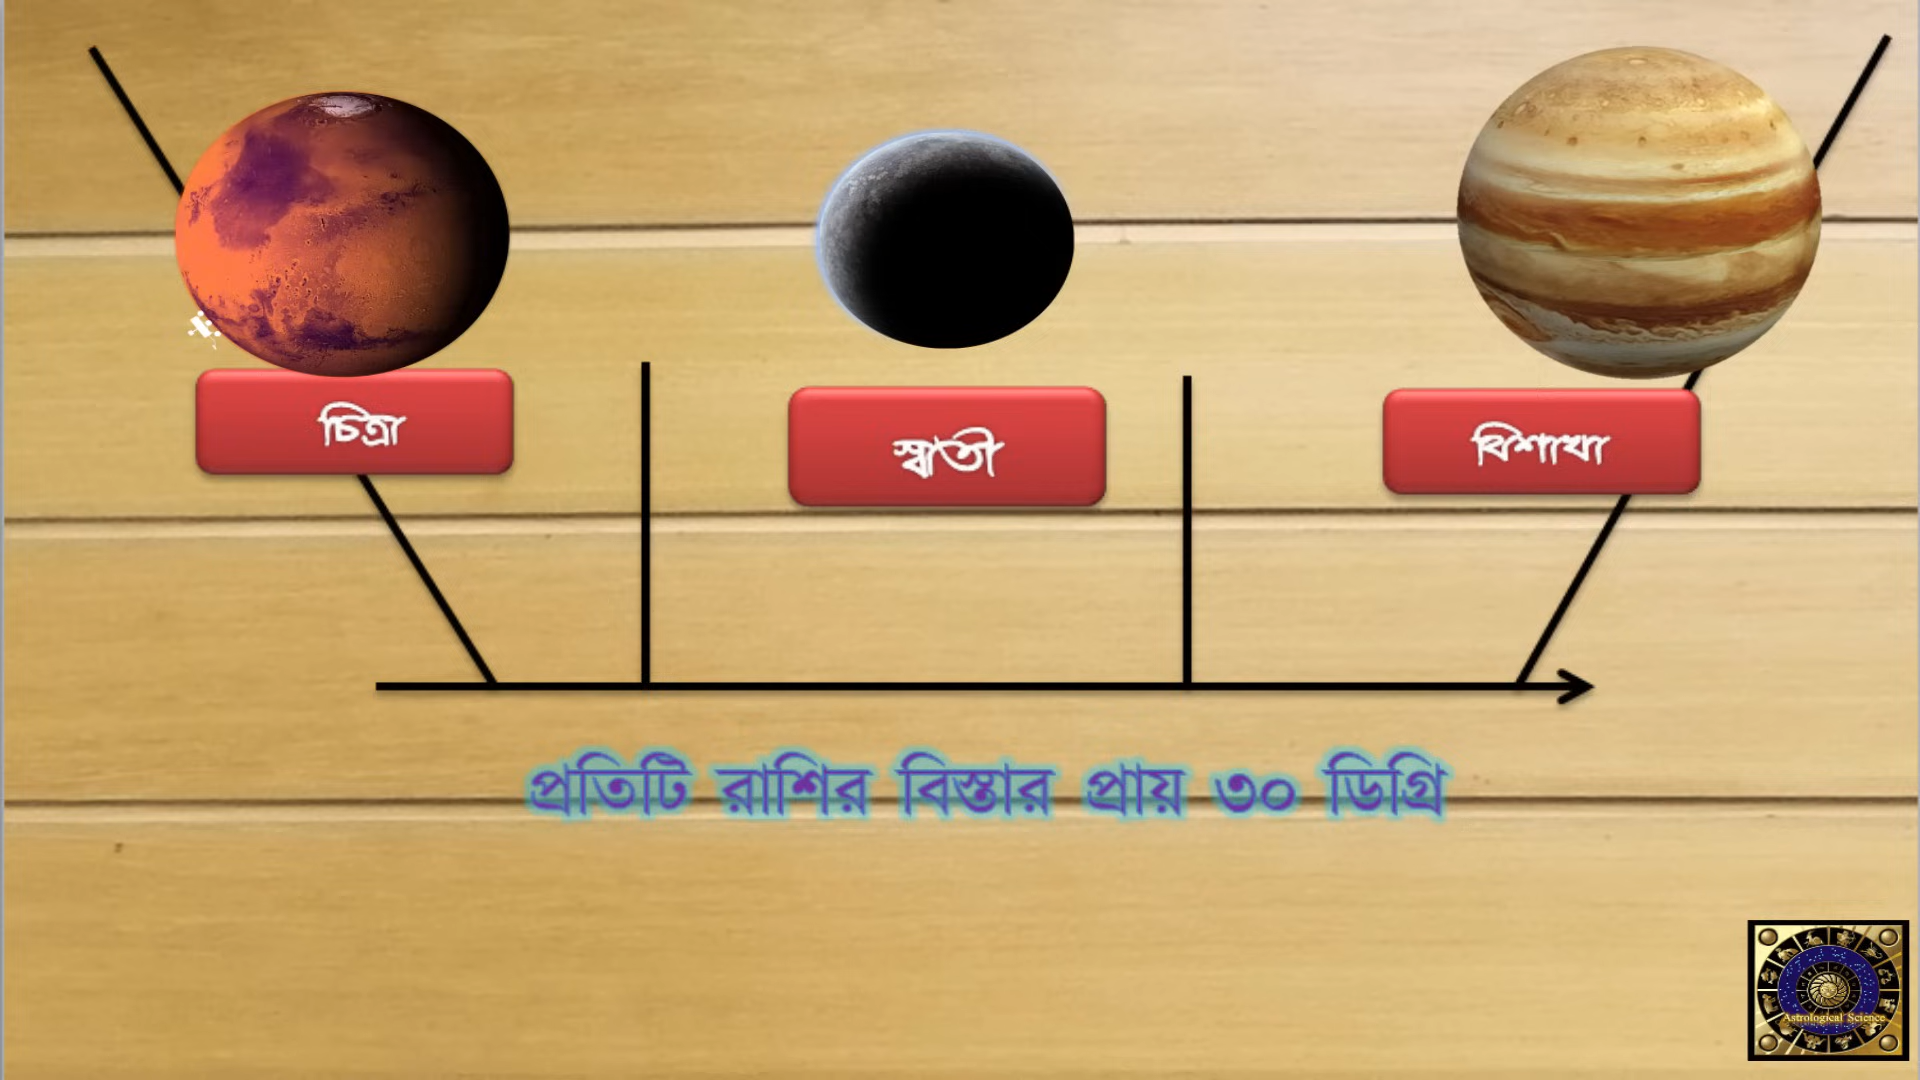 চিত্রা
স্বাতী
বিশাখা
প্রতিটি রাশির বিস্তার প্রায় ৩০ ডিগ্রি
Astrological Science